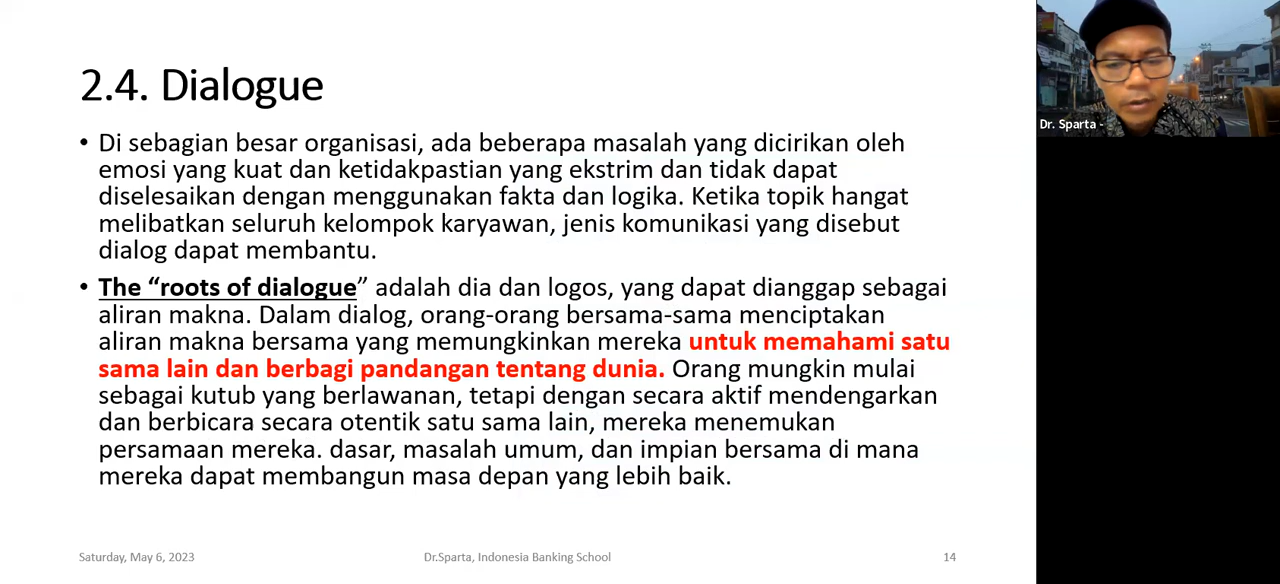 2.4. Dialogue
• Di sebagian besar organisasi, ada beberapa masalah yang dicirikan oleh
emosi yang kuat dan ketidakpastian yang ekstrim dan tidak dapat
diselesaikan dengan menggunakan fakta dan logika. Ketika topik hangat
melibatkan seluruh kelompok karyawan, jenis komunikasi yang disebut
dialog dapat membantu.
• The “roots of dialogue” adalah dia dan logos, yang dapat dianggap sebagai
aliran makna. Dalam dialog, orang-orang bersama-sama menciptakan
aliran makna bersama yang memungkinkan mereka untuk memahami satu
sama lain dan berbagi pandangan tentang dunia. Orang mungkin mulai
sebagai kutub yang berlawanan, tetapi dengan secara aktif mendengarkan
dan berbicara secara otentik satu sama lain, mereka menemukan
persamaan mereka. dasar, masalah umum, dan impian bersama di mana
mereka dapat membangun masa depan yang lebih baik.
Saturday, May 6, 2023
Dr.Sparta, Indonesia Banking School
14
Dr. Sparta -